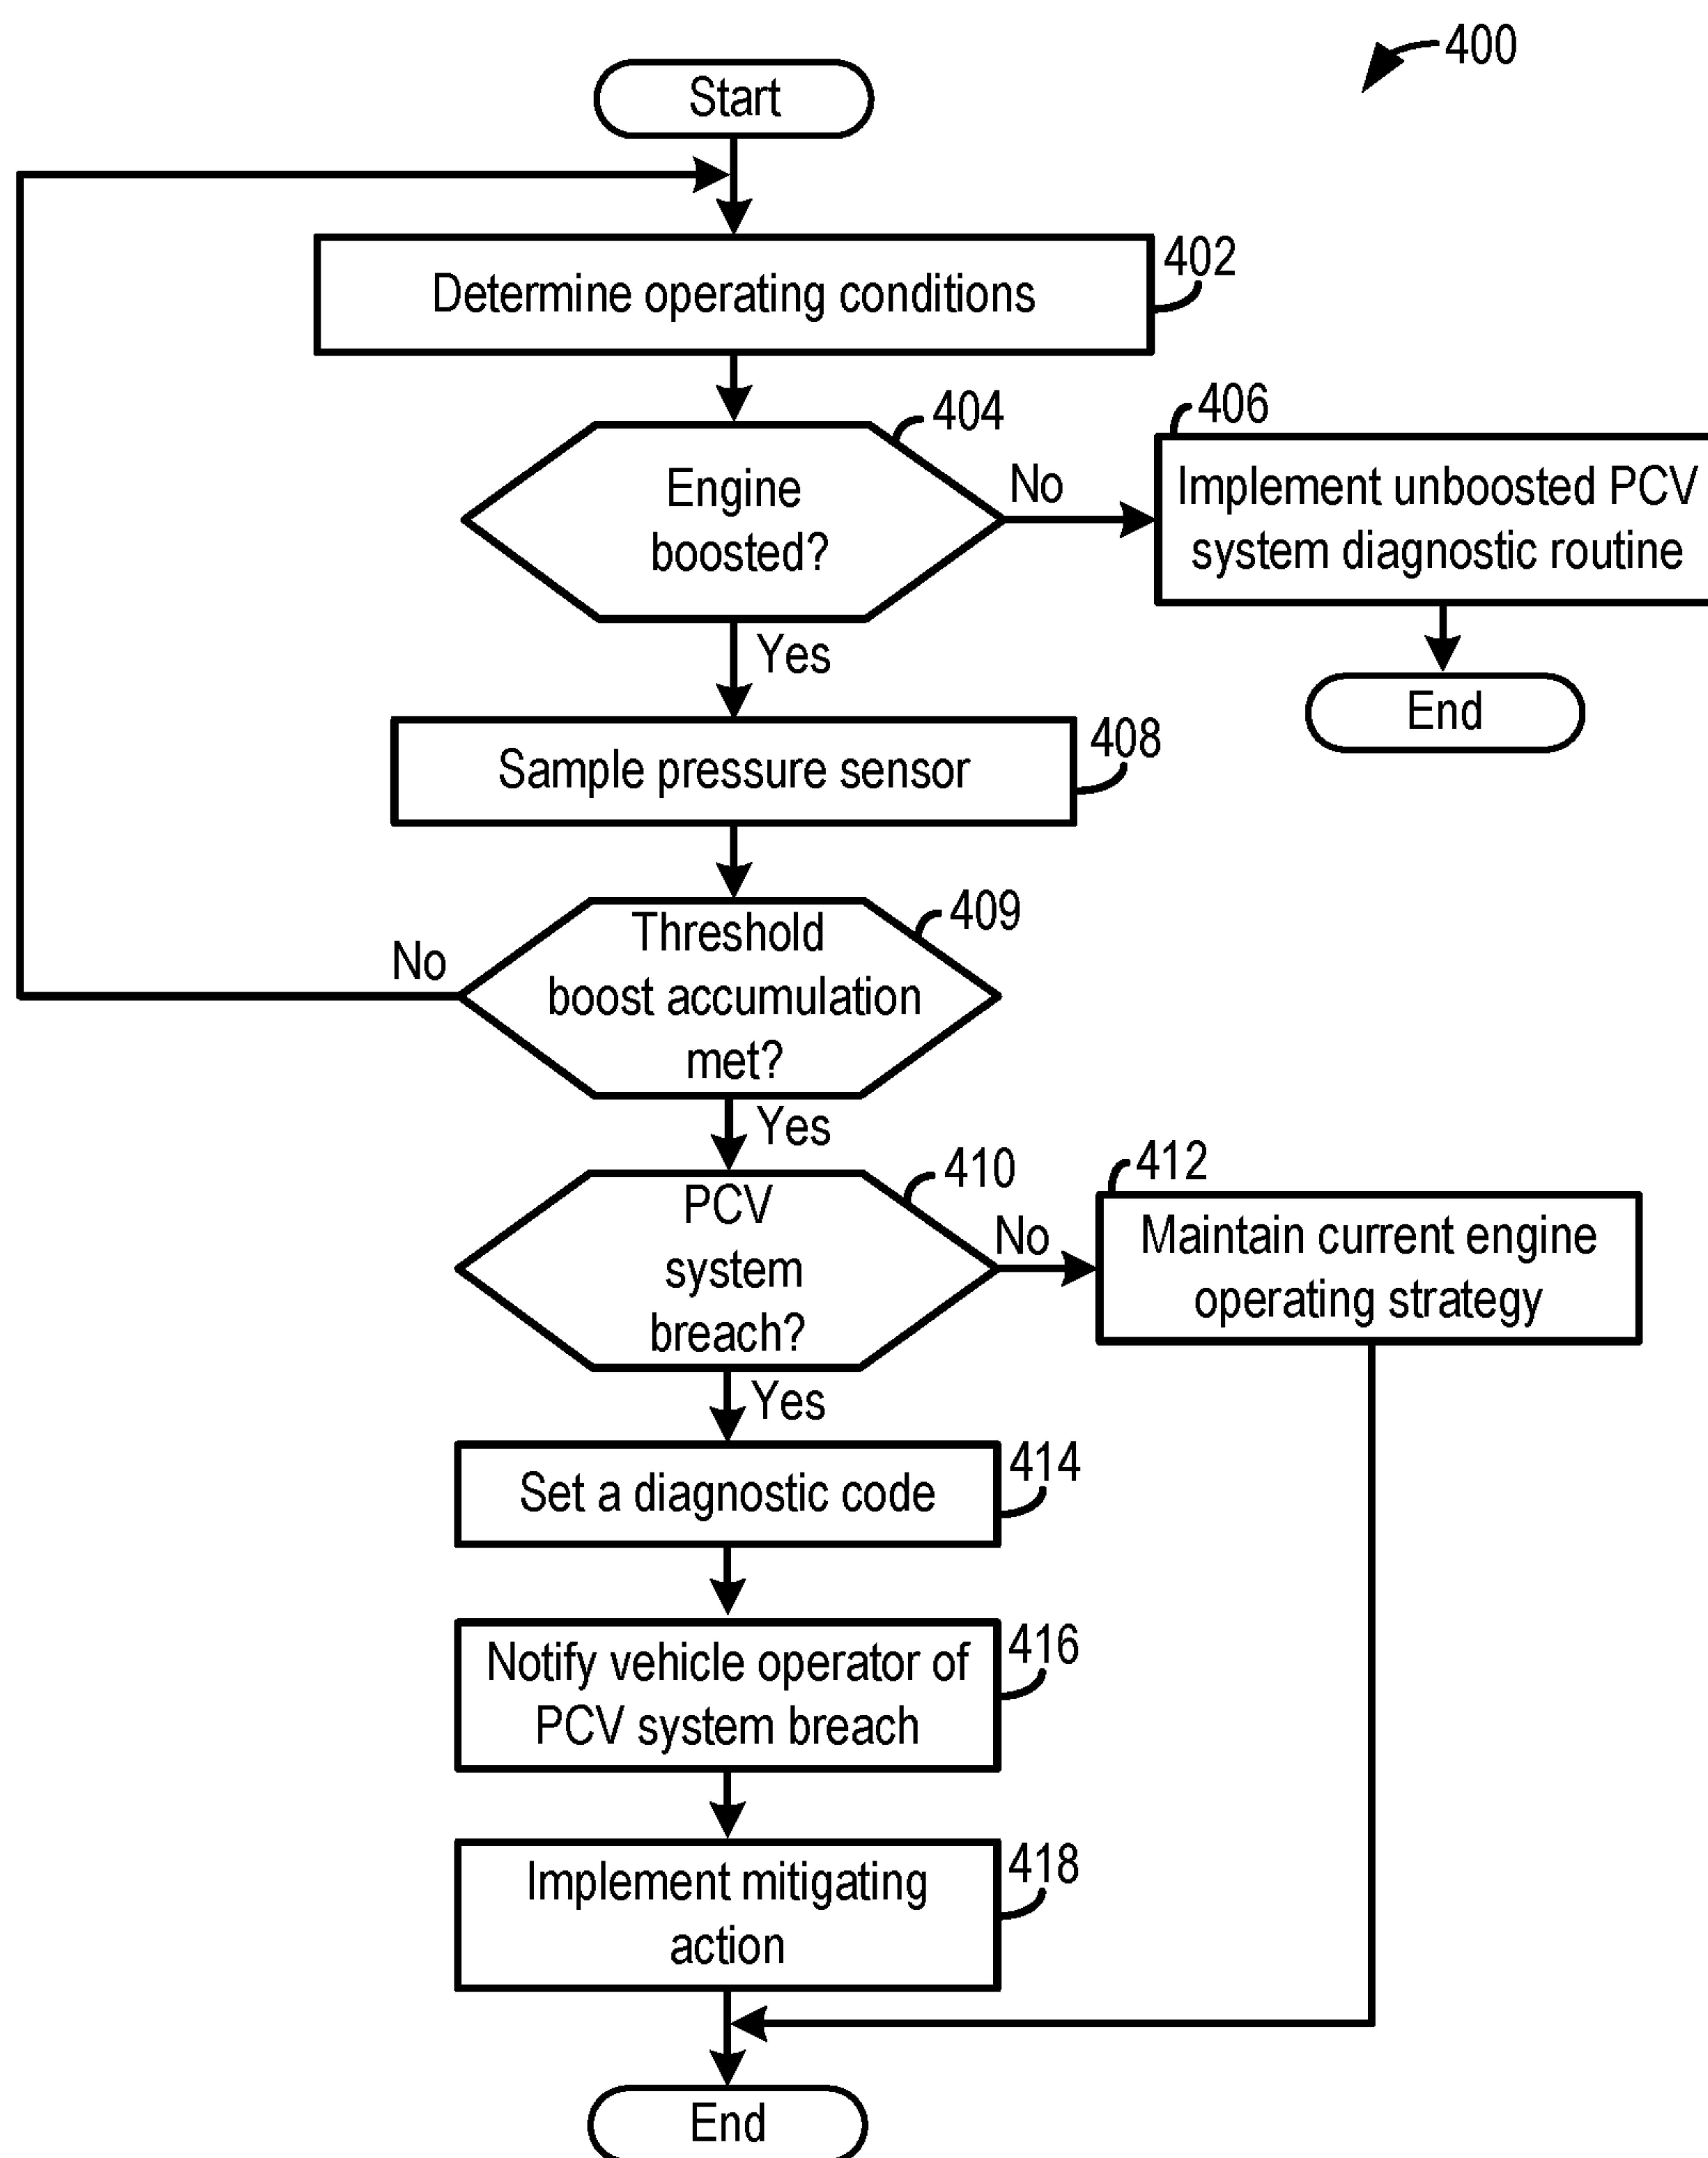 400
Start
402
Determine operating conditions
404
Engine
boosted?
No
406
Implement unboosted PCV
system diagnostic routine
End
Yes
408
Sample pressure sensor
409
Threshold
boost accumulation
met?
No
Yes
410
PCV
system
breach?
No
412
Maintain current engine
operating strategy
Yes
414
Set a diagnostic code
416
Notify vehicle operator of
PCV system breach
418
Implement mitigating
action
End